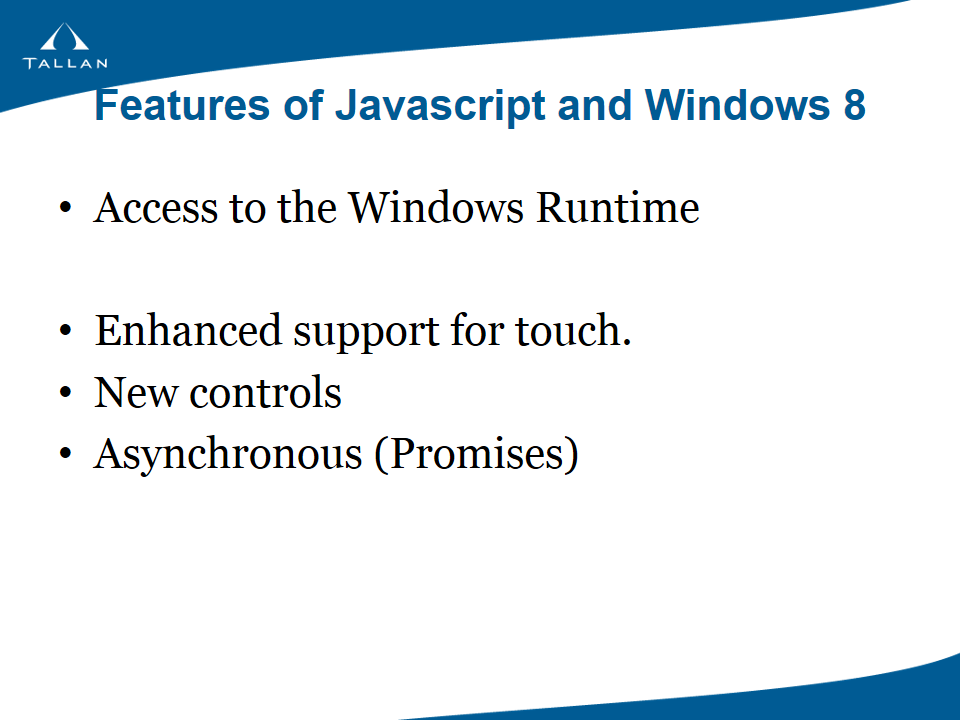 TALLAN
Features of Javascript and Windows 8
• Access to the Windows Runtime
• Enhanced support for touch.
• New controls
• Asynchronous (Promises)